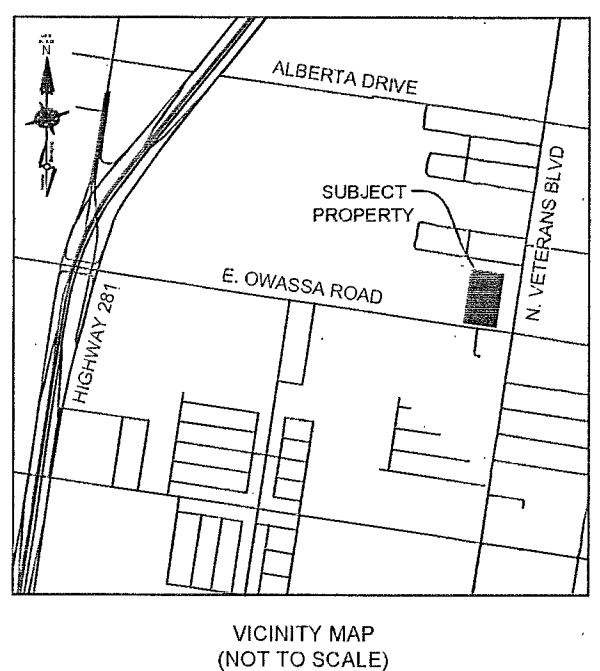 N
ALBERTA DRIVE
N. VETERANS BLVD
SUBJECT
PROPERTY
E. OWASSA ROAD
HIGHWAY 281
VICINITY MAP
(NOT TO SCALE)